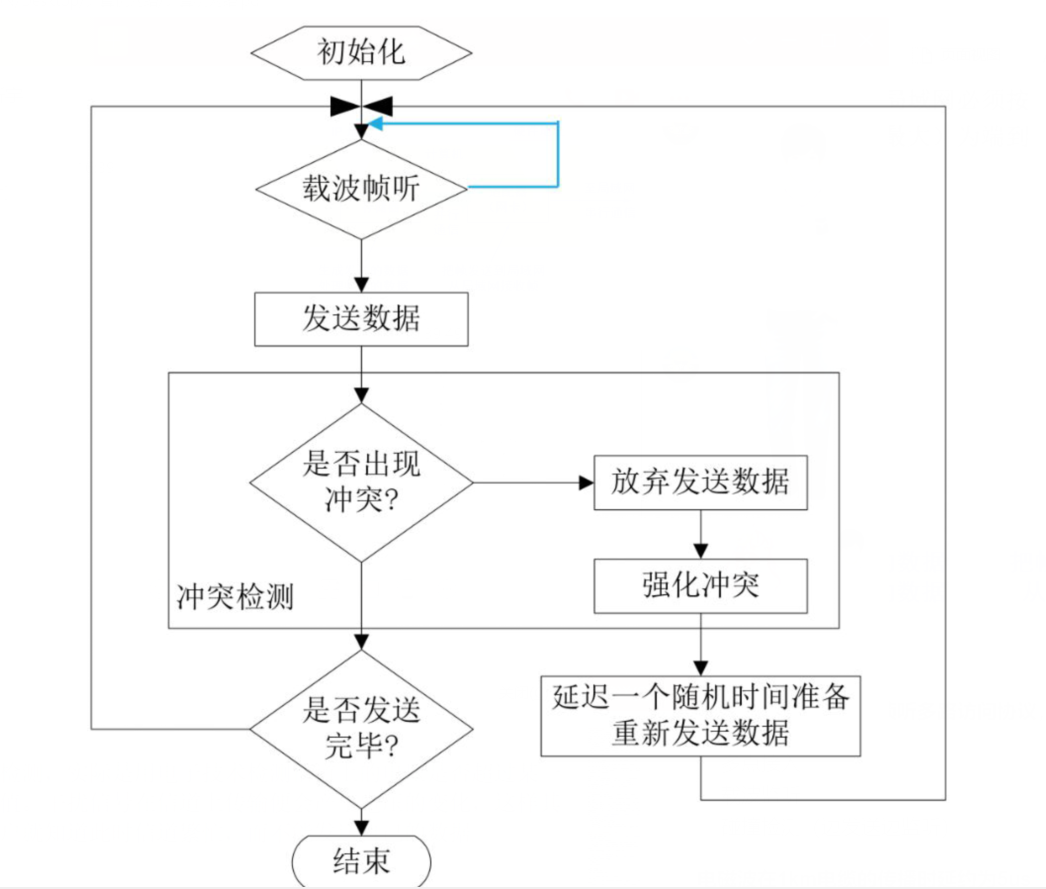 初始化
载波帧听
发送数据
是否出现
冲突?
放弃发送数据
强化冲突
冲突检测
延迟一个随机时间准备
重新发送数据
是否发送
完毕?
结束